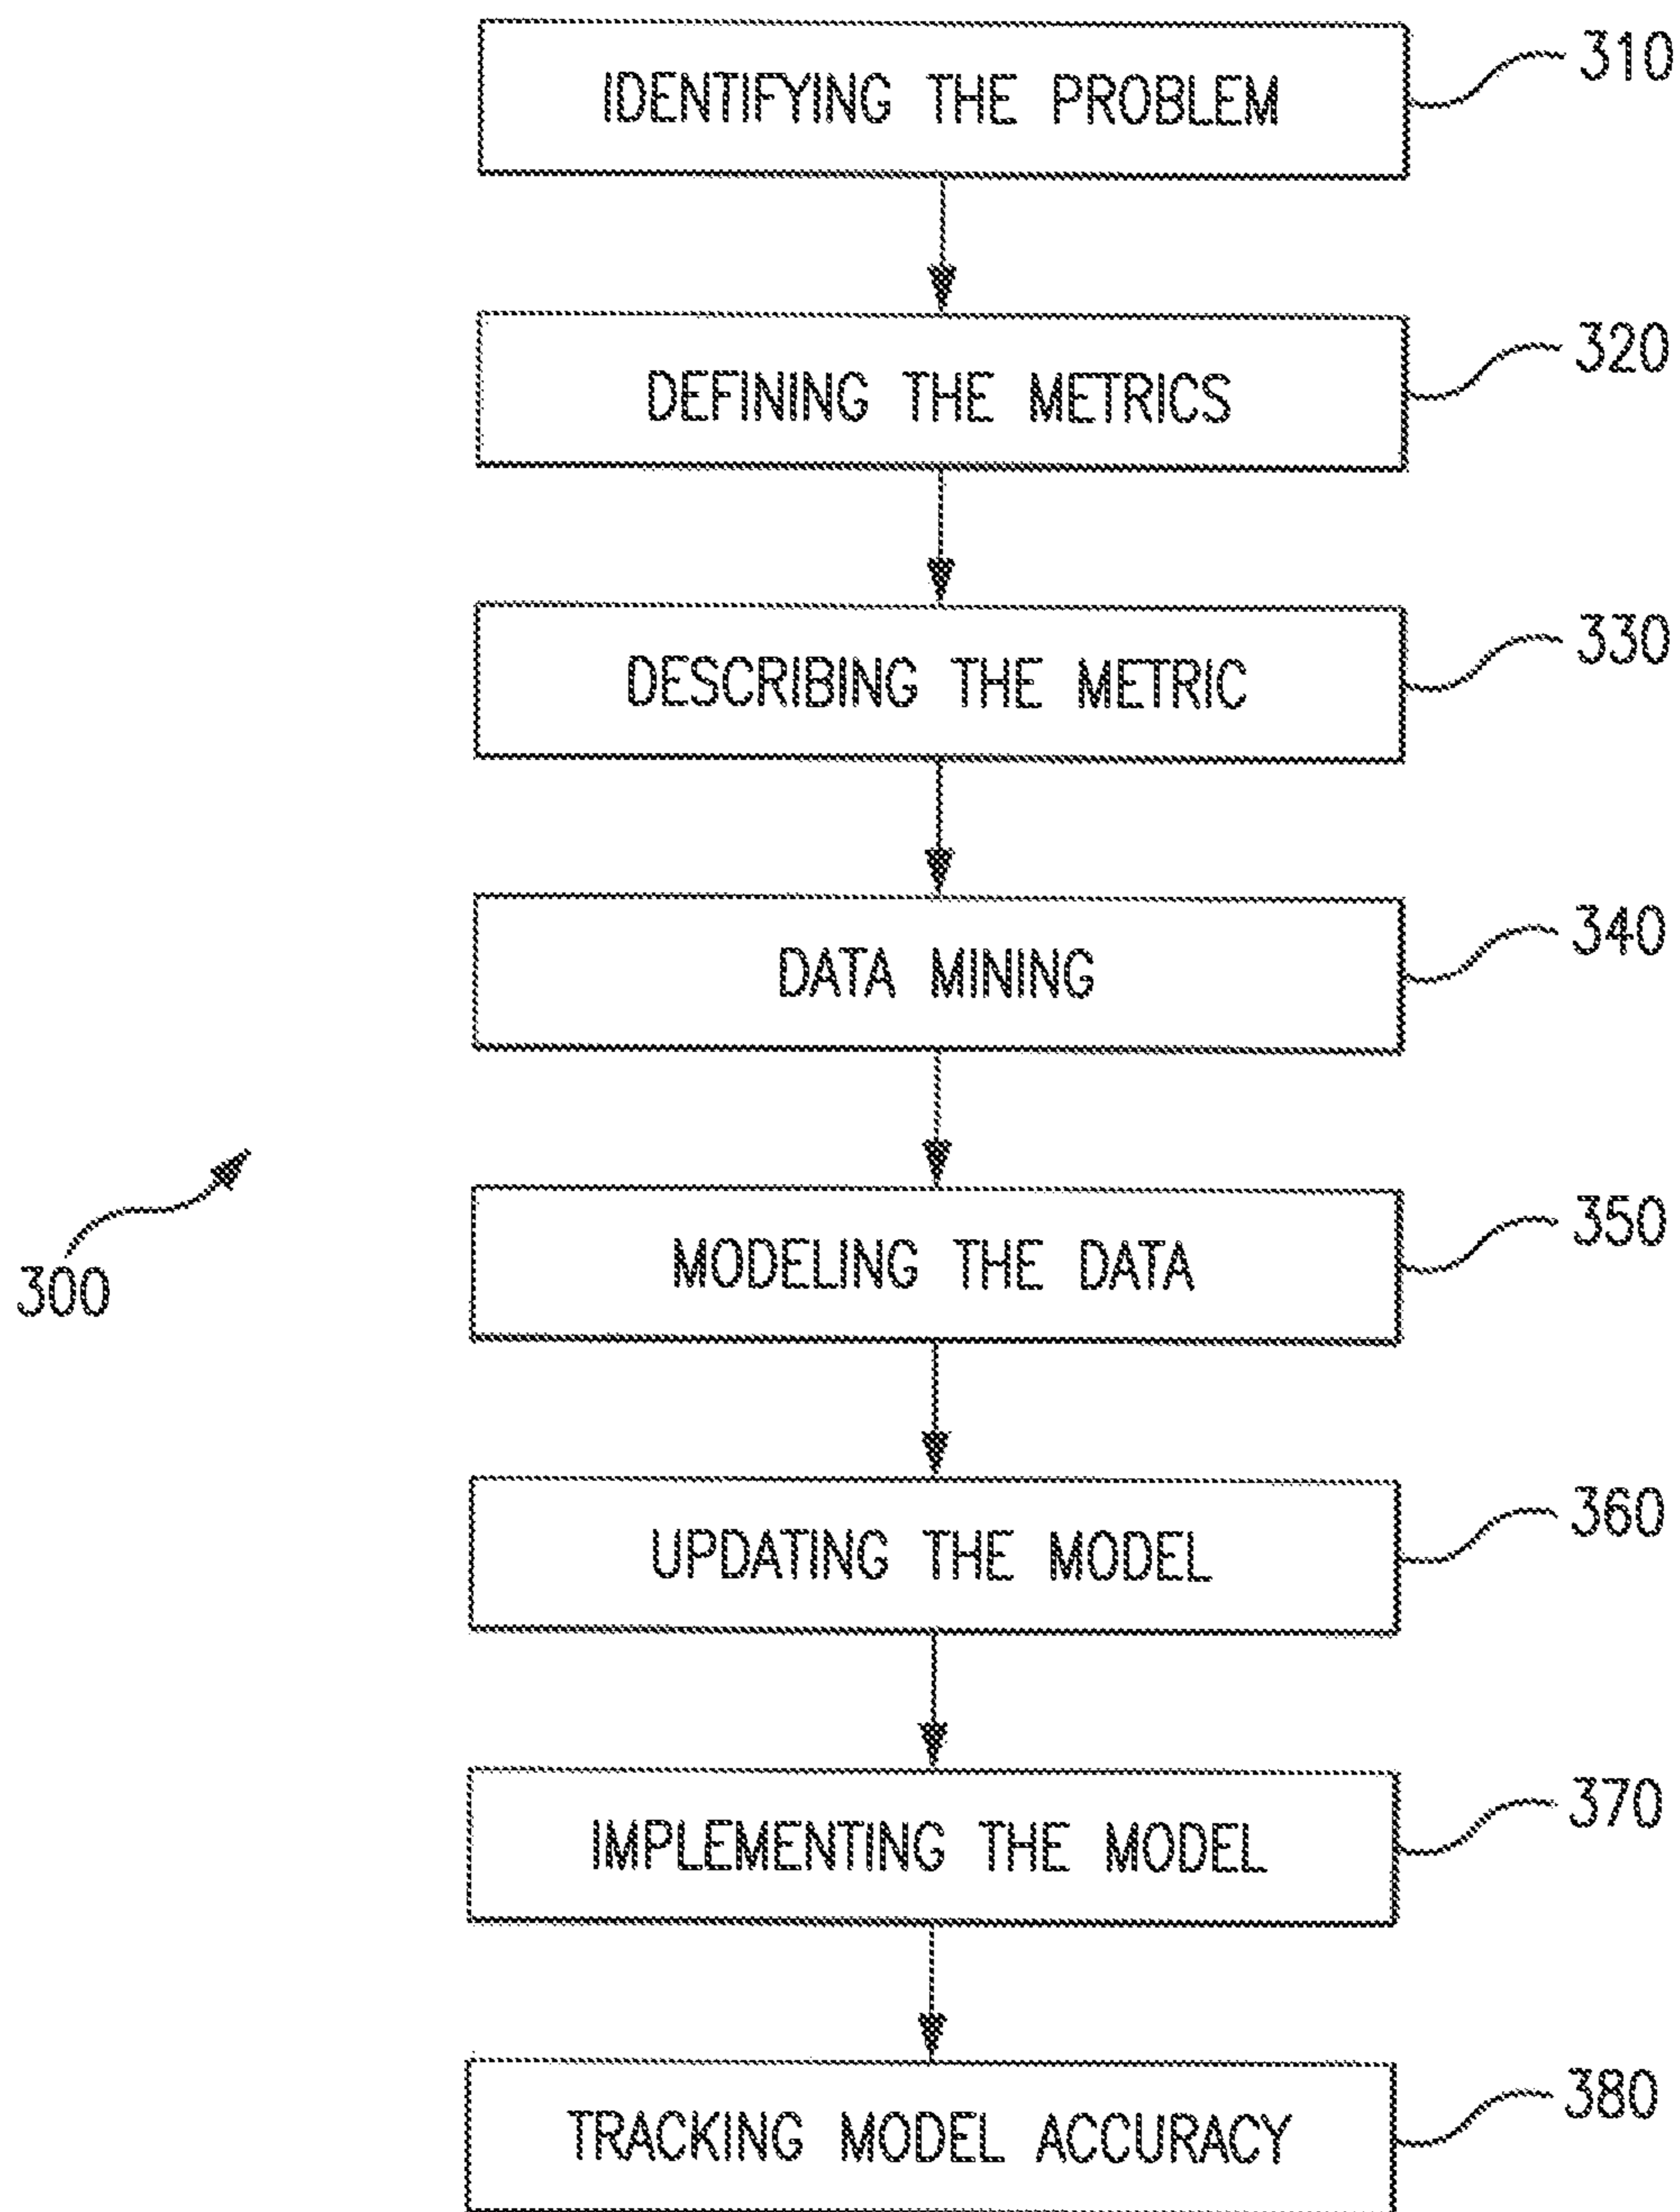 IDENTIFYING THE PROBLEM
310
DEFINING THE METRICS
320
DESCRIBING THE METRIC
330
DATA MINING
340
MODELING THE DATA
350
300
UPDATING THE MODEL
360
IMPLEMENTING THE MODEL
370
TRACKING MODEL ACCURACY
380